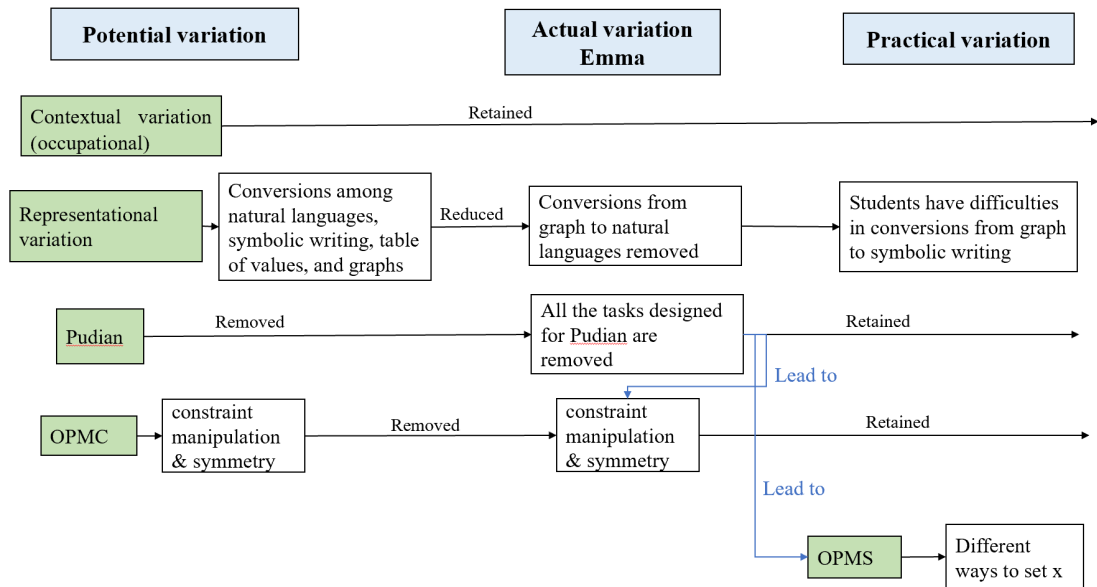 Potential variation
Actual variation
Emma
Practical variation
Contextual variation
(occupational)
Retained
Representational
variation
Conversions among
natural languages,
symbolic writing, table
of values, and graphs
Reduced
Conversions from
graph to natural
languages removed
Students have difficulties
in conversions from graph
to symbolic writing
Pudian
Removed
All the tasks designed
for Pudian are
removed
Retained
Lead to
OPMC
constraint
manipulation
& symmetry
Removed
constraint
manipulation
& symmetry
Retained
Lead to
OPMS
Different
ways to set x